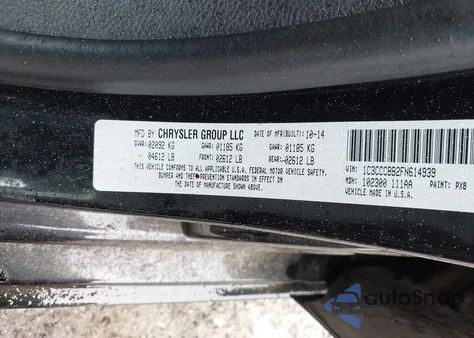 MFD BY CHRYSLER GROUP LLC DATE OF MFR(BUILT): 10-14
GVWR: 02092 KG GAWR: 01185 KG GAWR: 01185 KG
04612 LB FRONT: 02612 LB REAR: 02612 LB
THIS VEHICLE CONFORMS TO ALL APPLICABLE U.S.A. FEDERAL MOTOR VEHICLE SAFETY,
BUMPER AND THEFT PREVENTION STANDARDS IN EFFECT ON
THE DATE OF MANUFACTURE SHOWN ABOVE.
VIN: 1C3CCCBB2FN614939
MDH: 102300 111AA PAINT: PX8
VEHICLE MADE IN U.S.A.
autoSnap